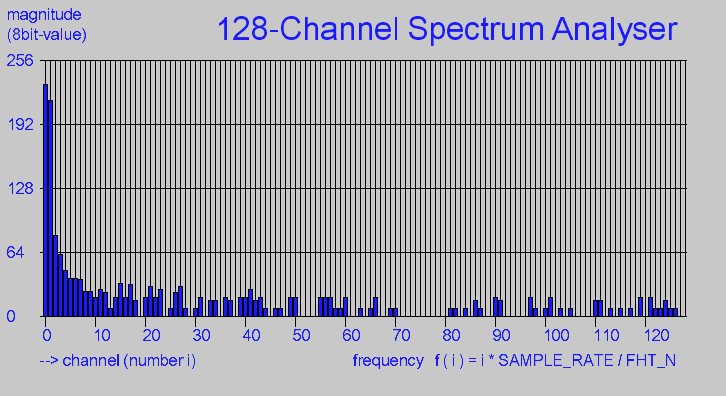 magnitude
(8bit-value)
128-Channel Spectrum Analyser
256
192
128
64
0
0 10 20 30 40 50 60 70 80 90 100 110 120
--> channel (number i) frequency f ( i ) = i * SAMPLE_RATE / FHT_N